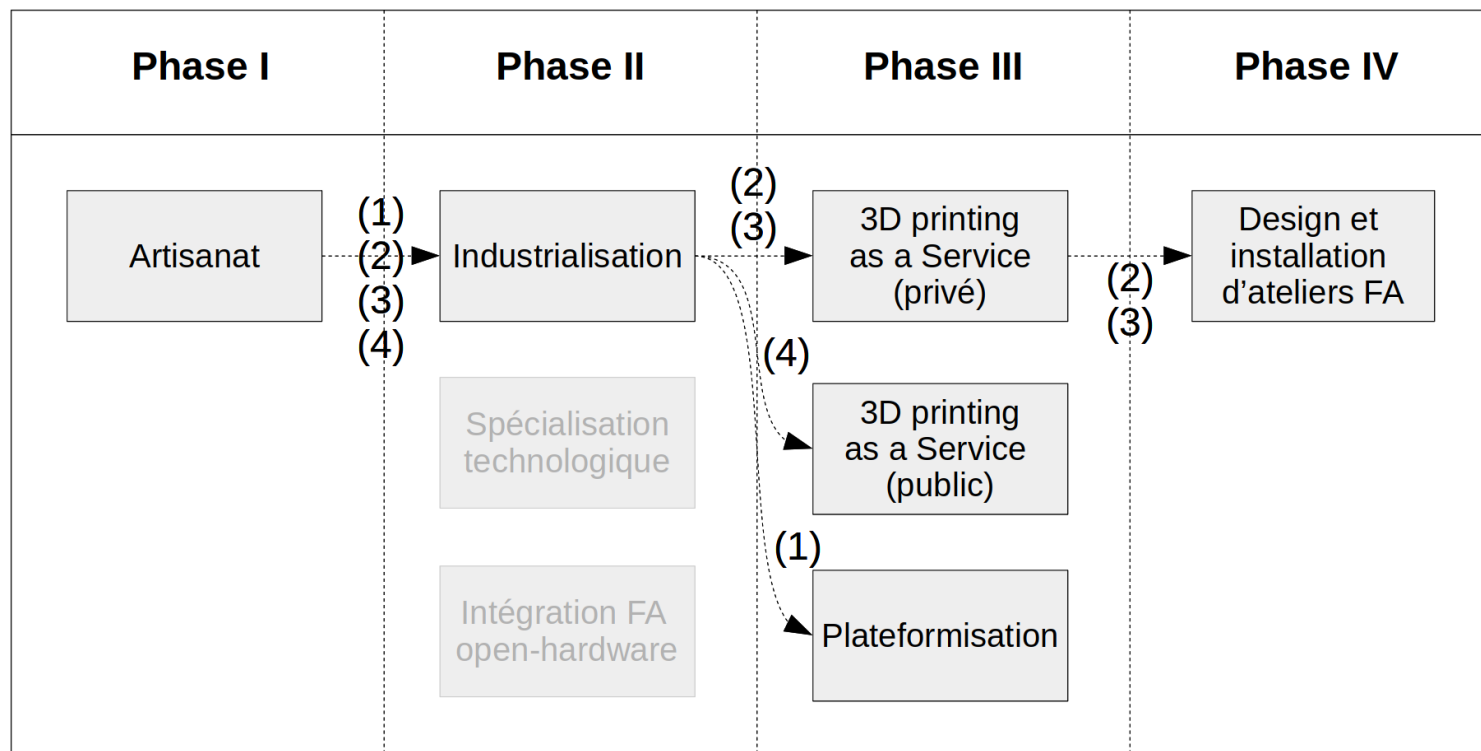 Phase I
Phase II
Phase III
Phase IV
Artisanat
(1)
(2)
(3)
(4)
Industrialisation
Spécialisation
technologique
Intégration FA
open-hardware
(2)
(3)
(4)
(1)
3D printing
as a Service
(privé)
3D printing
as a Service
(public)
Plateformisation
(2)
(3)
Design et
installation
d’ateliers FA